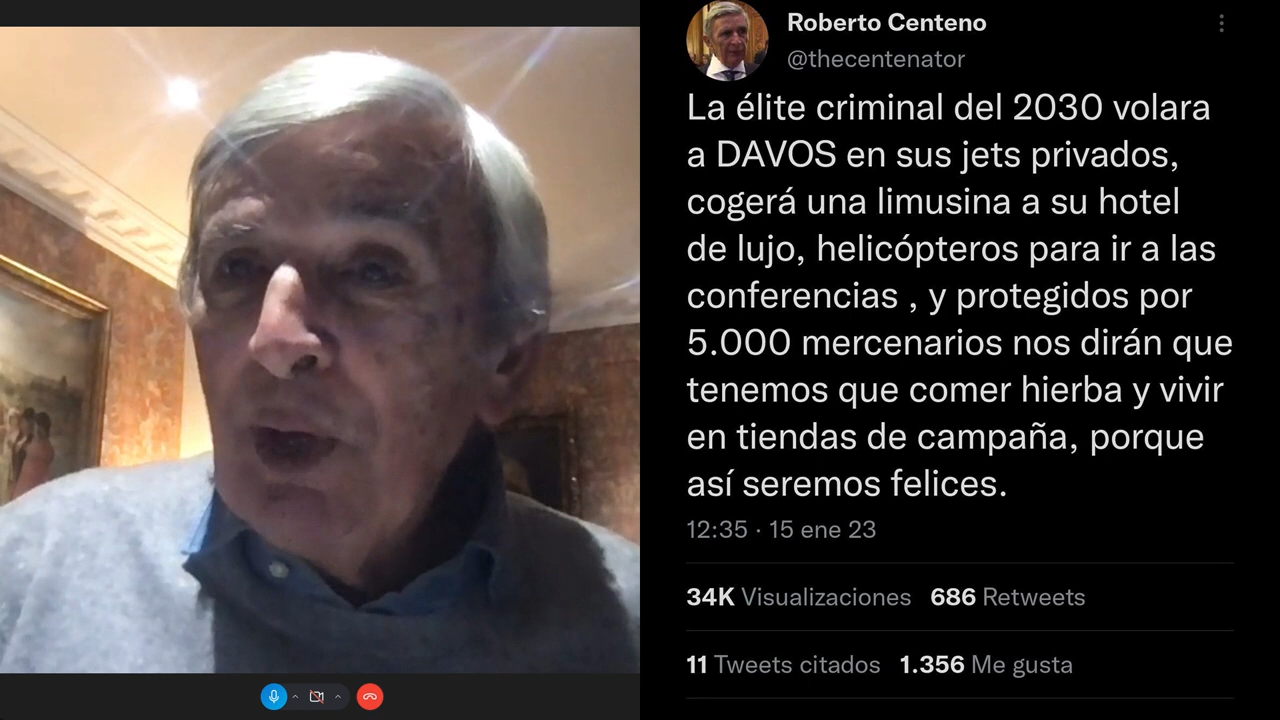 Roberto Centeno
@thecentenator
La élite criminal del 2030 volara
a DAVOS en sus jets privados,
cogerá una limusina a su hotel
de lujo, helicópteros para ir a las
conferencias , y protegidos por
5.000 mercenarios nos dirán que
tenemos que comer hierba y vivir
en tiendas de campaña, porque
así seremos felices.
12:35 · 15 ene 23
34K Visualizaciones 686 Retweets
11 Tweets citados 1.356 Me gusta